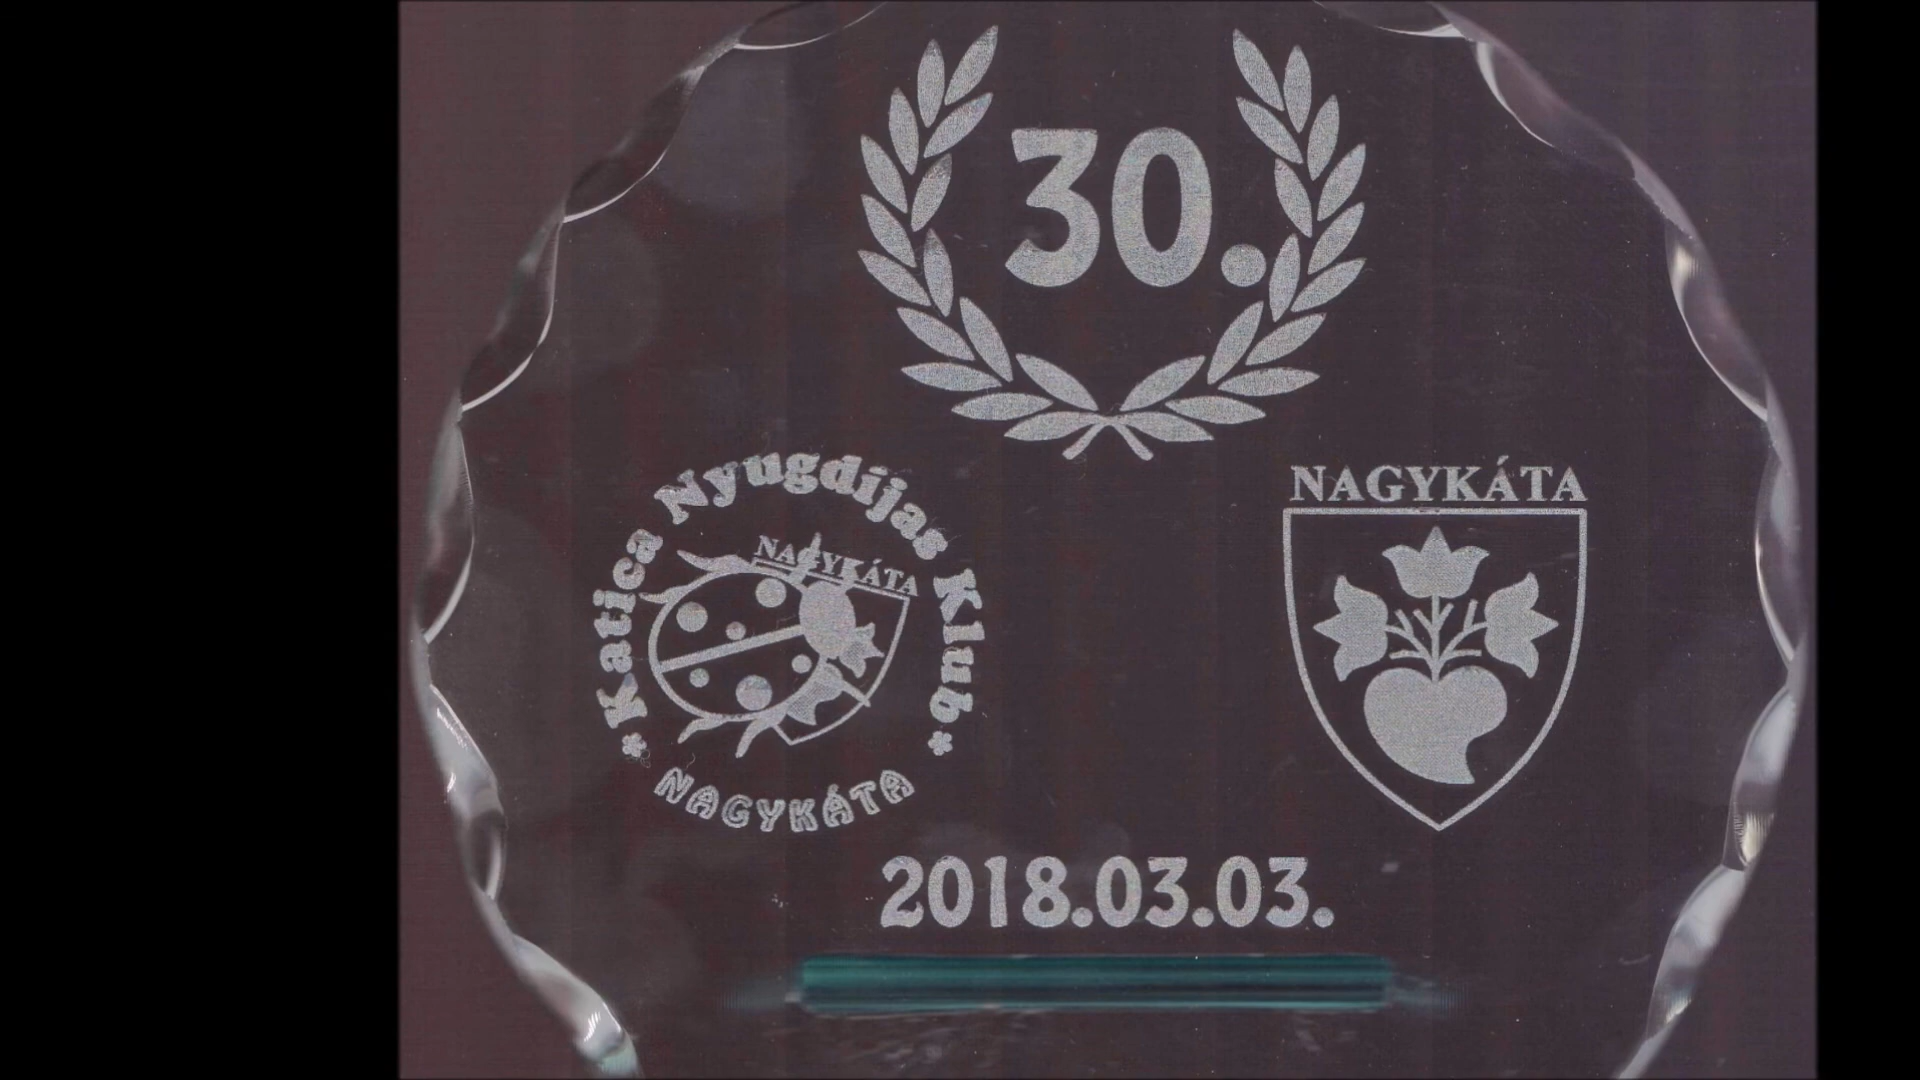 30.
Katica Nyugdíjas Klub
NAGYKÁTA
NAGYKÁTA
NAGYKÁTA
2018.03.03.